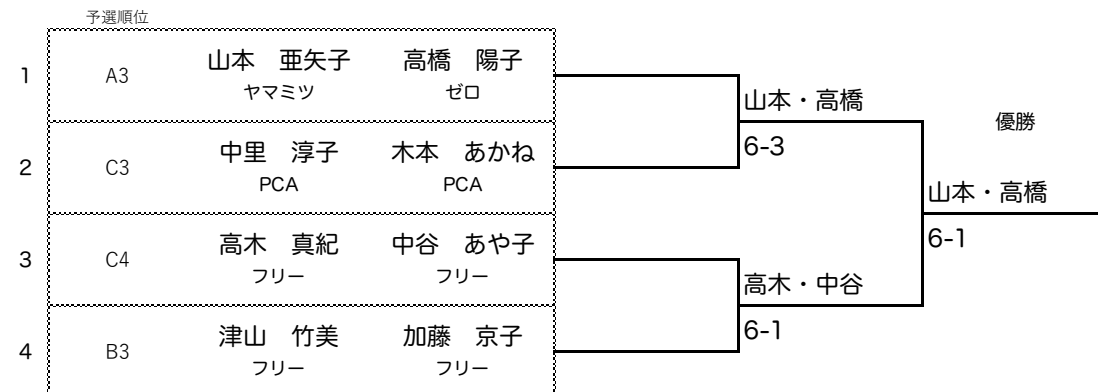 予選順位
1 A3 山本　亜矢子 高橋　陽子
ヤマミツ ゼロ
山本・高橋
6-3
優勝
2 C3 中里　淳子 木本　あかね
PCA PCA
山本・高橋
6-1
3 C4 高木　真紀 中谷　あや子
フリー フリー
高木・中谷
6-1
4 B3 津山　竹美 加藤　京子
フリー フリー